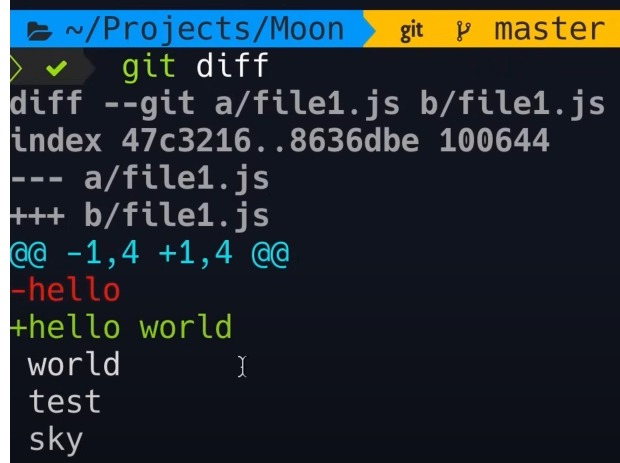 ~/Projects/Moon git master
git diff
diff --git a/file1.js b/file1.js
index 47c3216..8636dbe 100644
--- a/file1.js
+++ b/file1.js
@@ -1,4 +1,4 @@
-hello
+hello world
 world
 test
 sky